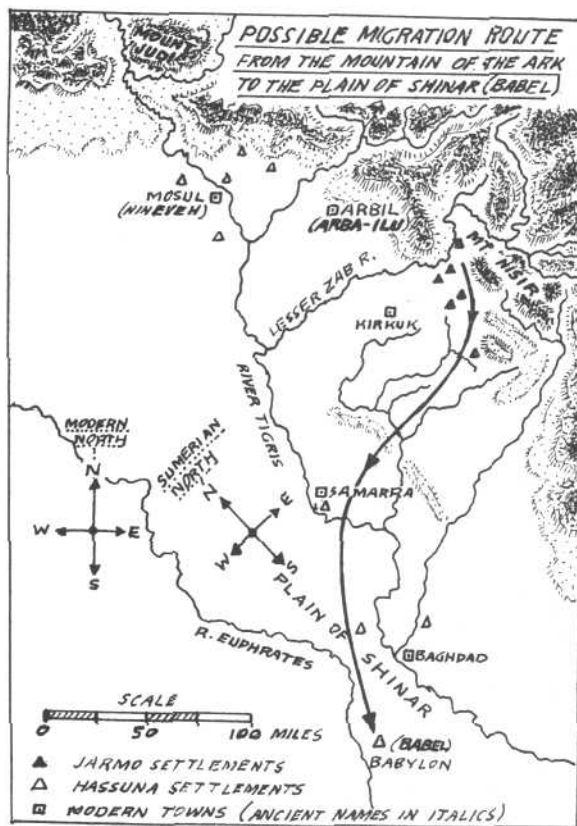 POSSIBLE MIGRATION ROUTE
FROM THE MOUNTAIN OF THE ARK
TO THE PLAIN OF SHINAR (BABEL)
MOUNT
JUDI
MOSUL
(NINEVEH)
ARBIL
(ARBA-ILU)
MT. NISIR
LESSER ZAB R.
KIRKUK
RIVER TIGRIS
MODERN
NORTH
N
W E
S
SUMERIAN
NORTH
N E
W S
SAMARRA
PLAIN OF SHINAR
R. EUPHRATES
BAGHDAD
(BABEL)
BABYLON
SCALE
0 50 100 MILES
JARMO SETTLEMENTS
HASSUNA SETTLEMENTS
MODERN TOWNS (ANCIENT NAMES IN ITALICS)